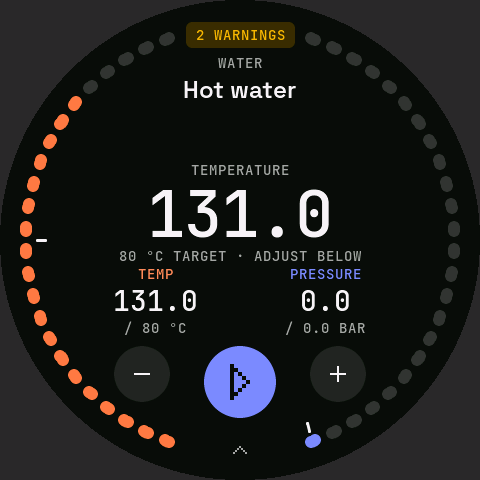 2 WARNINGS
WATER
Hot water
TEMPERATURE
131.0
80 °C TARGET · ADJUST BELOW
TEMP PRESSURE
131.0 0.0
/ 80 °C / 0.0 BAR